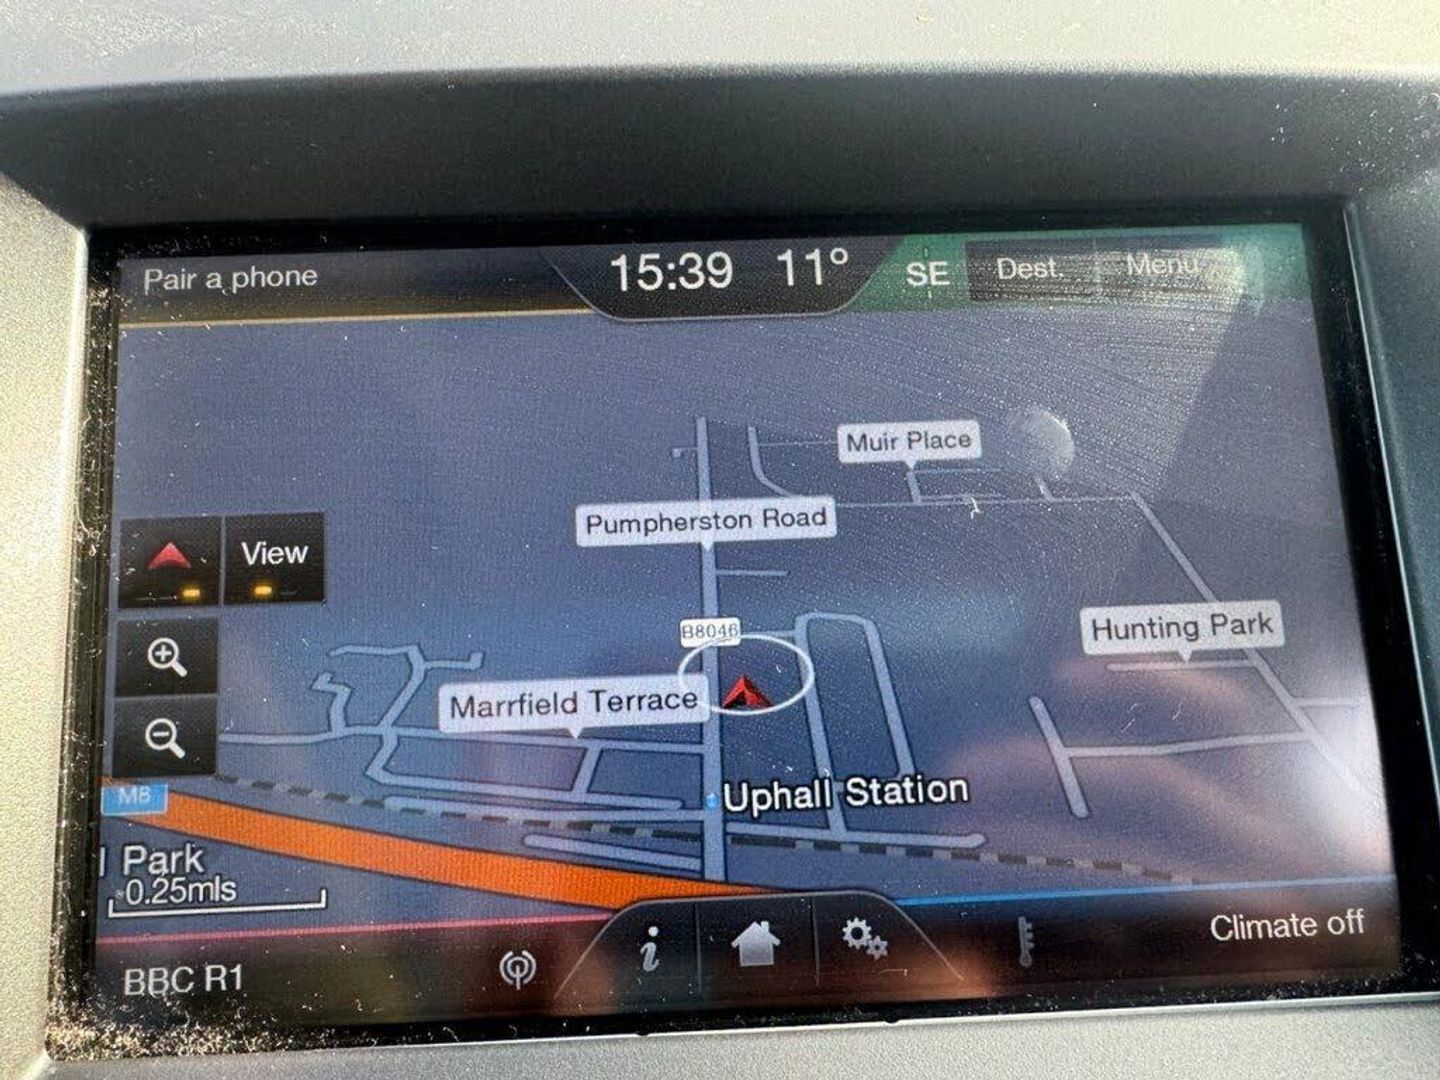 Pair a phone
15:39 11°
SE
Dest.
Menu
Muir Place
Pumpherston Road
View
B8046
Hunting Park
Marrfield Terrace
Uphall Station
M8
l Park
0.25mls
Climate off
BBC R1